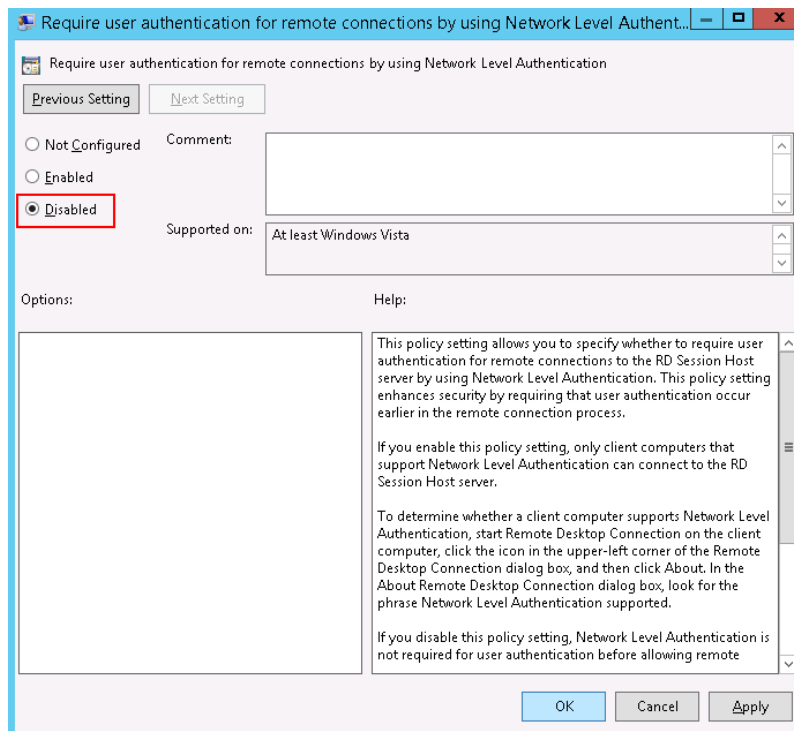 Require user authentication for remote connections by using Network Level Authent...
Require user authentication for remote connections by using Network Level Authentication
Previous Setting
Next Setting
Not Configured
Comment:
Enabled
Disabled
Supported on:
At least Windows Vista
Options:
Help:
This policy setting allows you to specify whether to require user
authentication for remote connections to the RD Session Host
server by using Network Level Authentication. This policy setting
enhances security by requiring that user authentication occur
earlier in the remote connection process.
If you enable this policy setting, only client computers that
support Network Level Authentication can connect to the RD
Session Host server.
To determine whether a client computer supports Network Level
Authentication, start Remote Desktop Connection on the client
computer, click the icon in the upper-left corner of the Remote
Desktop Connection dialog box, and then click About. In the
About Remote Desktop Connection dialog box, look for the
phrase Network Level Authentication supported.
If you disable this policy setting, Network Level Authentication is
not required for user authentication before allowing remote
OK
Cancel
Apply